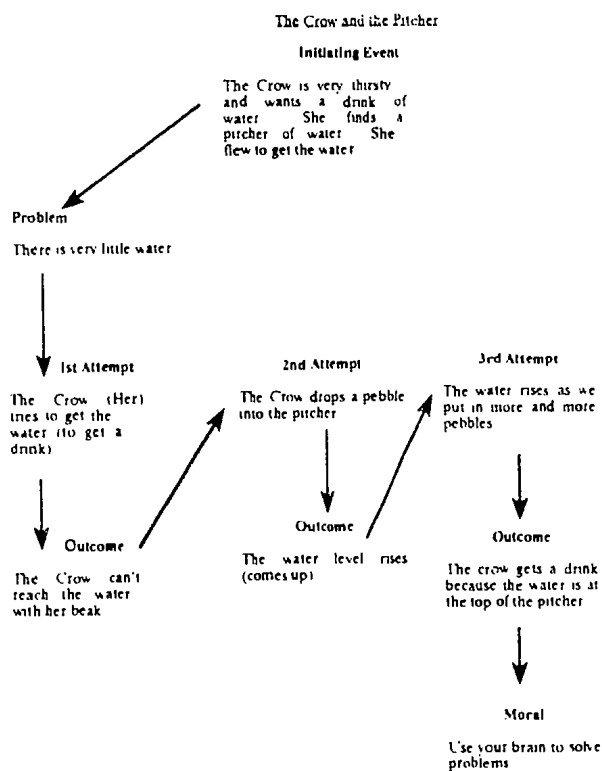 The Crow and the Pitcher
Initiating Event
The Crow is very thirsty
and wants a drink of
water She finds a
pitcher of water She
flew to get the water
Problem
There is very little water
1st Attempt
The Crow (Her)
tries to get the
water (to get a
drink)
Outcome
The Crow can't
reach the water
with her beak
2nd Attempt
The Crow drops a pebble
into the pitcher
Outcome
The water level rises
(comes up)
3rd Attempt
The water rises as we
put in more and more
pebbles
Outcome
The crow gets a drink
because the water is at
the top of the pitcher
Moral
Use your brain to solve
problems